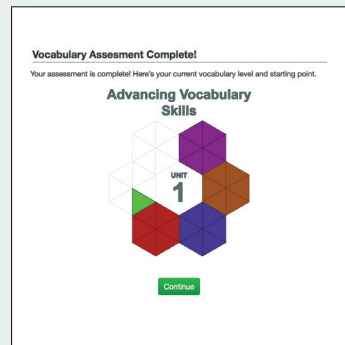 Vocabulary Assesment Complete!
Your assessment is complete! Here's your current vocabulary level and starting point.
Advancing Vocabulary
Skills
UNIT
1
Continue